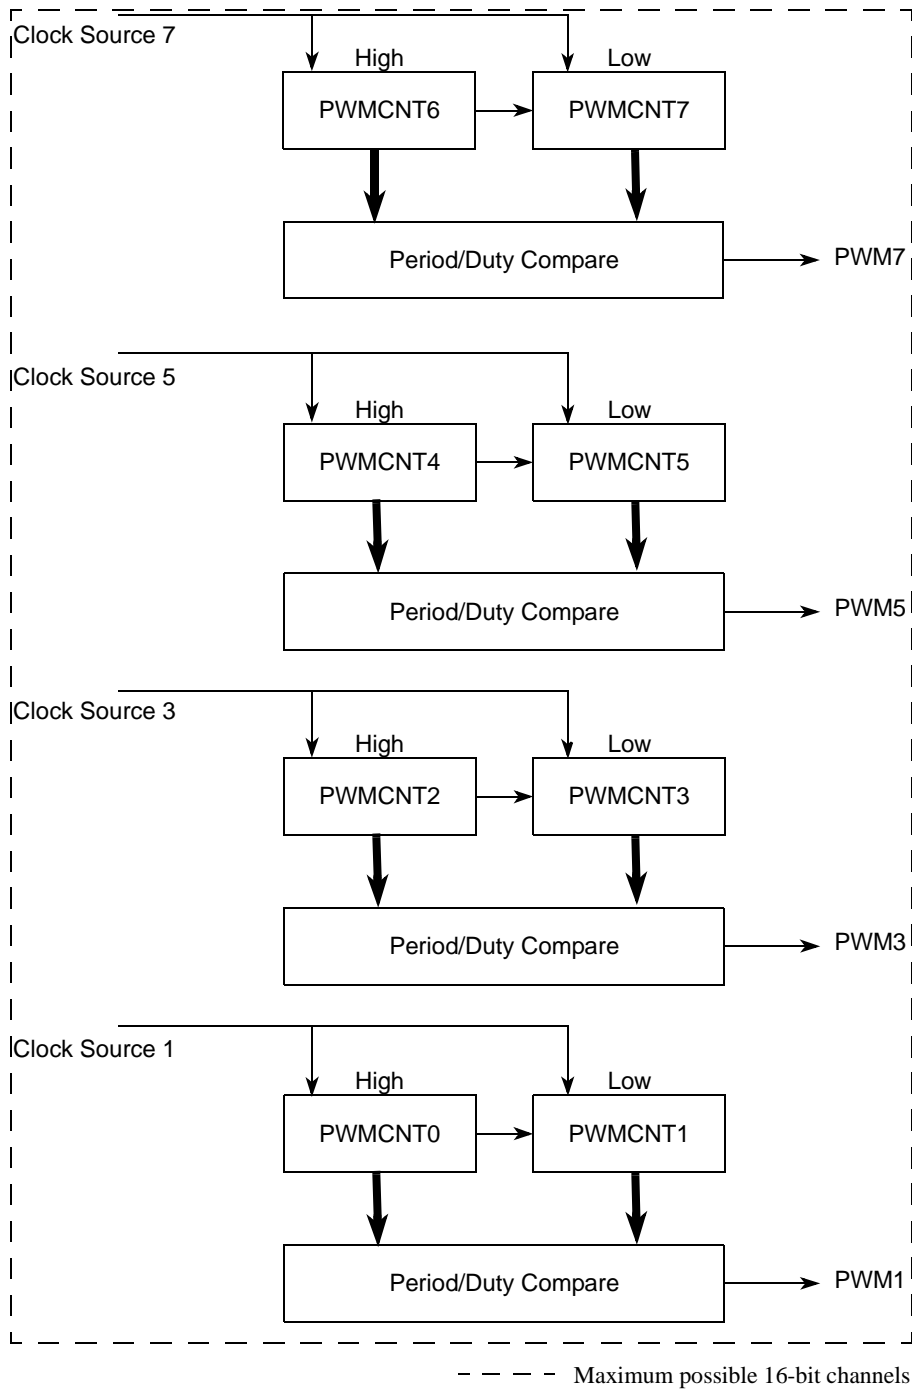 Clock Source 7
High
Low
PWMCNT6
PWMCNT7
Period/Duty Compare
PWM7
Clock Source 5
High
Low
PWMCNT4
PWMCNT5
Period/Duty Compare
PWM5
Clock Source 3
High
Low
PWMCNT2
PWMCNT3
Period/Duty Compare
PWM3
Clock Source 1
High
Low
PWMCNT0
PWMCNT1
Period/Duty Compare
PWM1
Maximum possible 16-bit channels